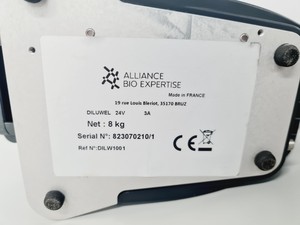 ALLIANCE
BIO EXPERTISE
Made in FRANCE
19 rue Louis Bleriot, 35170 BRUZ
DILUWEL 24V 3A
Net : 8 kg
Serial N°: 823070210/1
Ref N°: DILW1001
CE